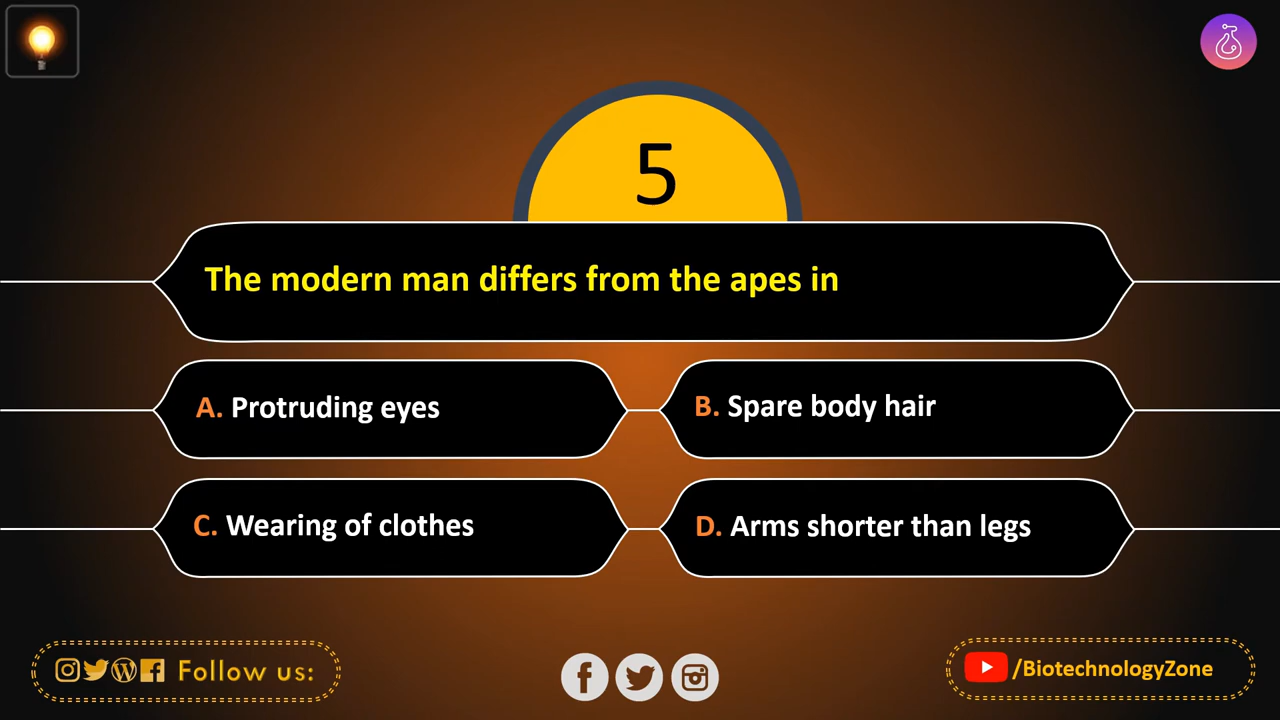 5
The modern man differs from the apes in
A. Protruding eyes
B. Spare body hair
C. Wearing of clothes
D. Arms shorter than legs
Follow us:
/BiotechnologyZone